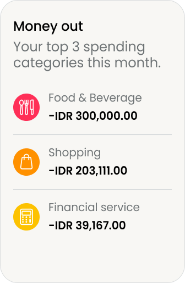 Money out
Your top 3 spending
categories this month.
Food & Beverage
-IDR 300,000.00
Shopping
-IDR 203,111.00
Financial service
-IDR 39,167.00